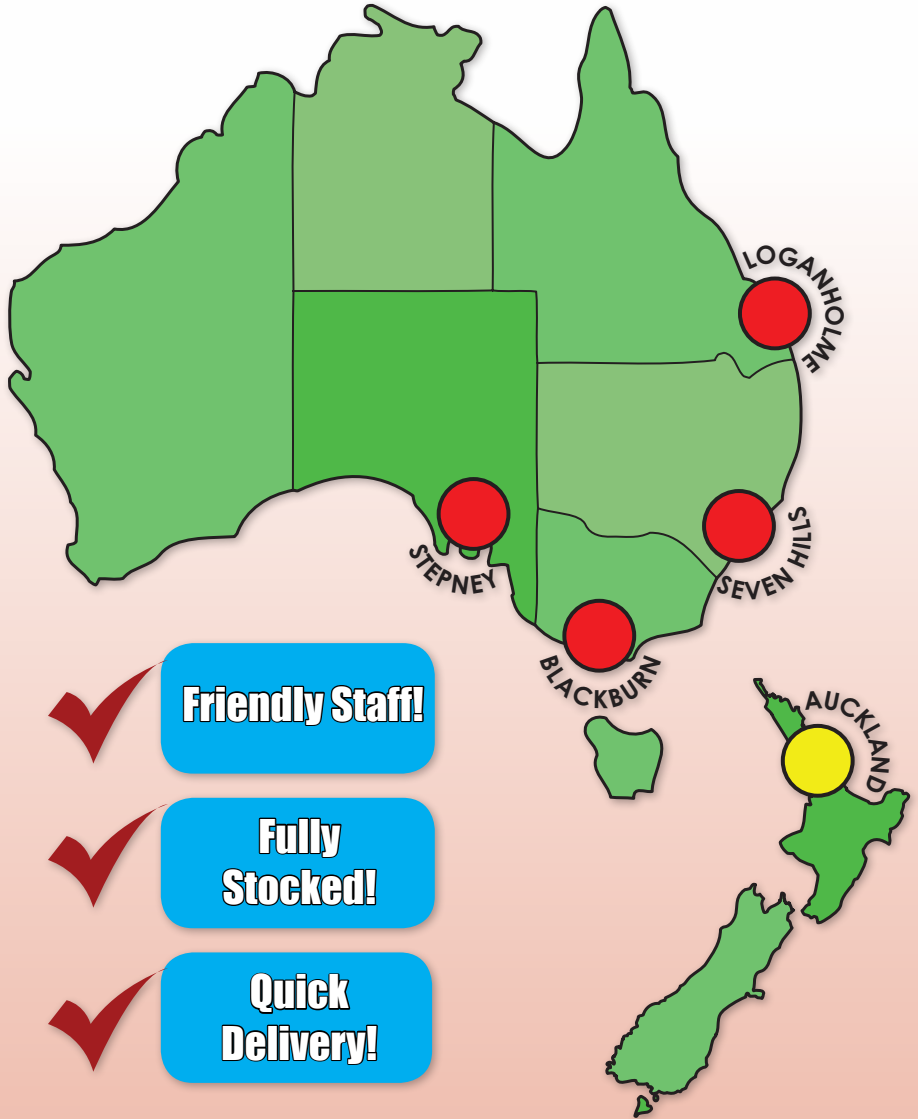 LOGANHOLME
STEPNEY
SEVEN HILLS
BLACKBURN
AUCKLAND
Friendly Staff!
Fully
Stocked!
Quick
Delivery!